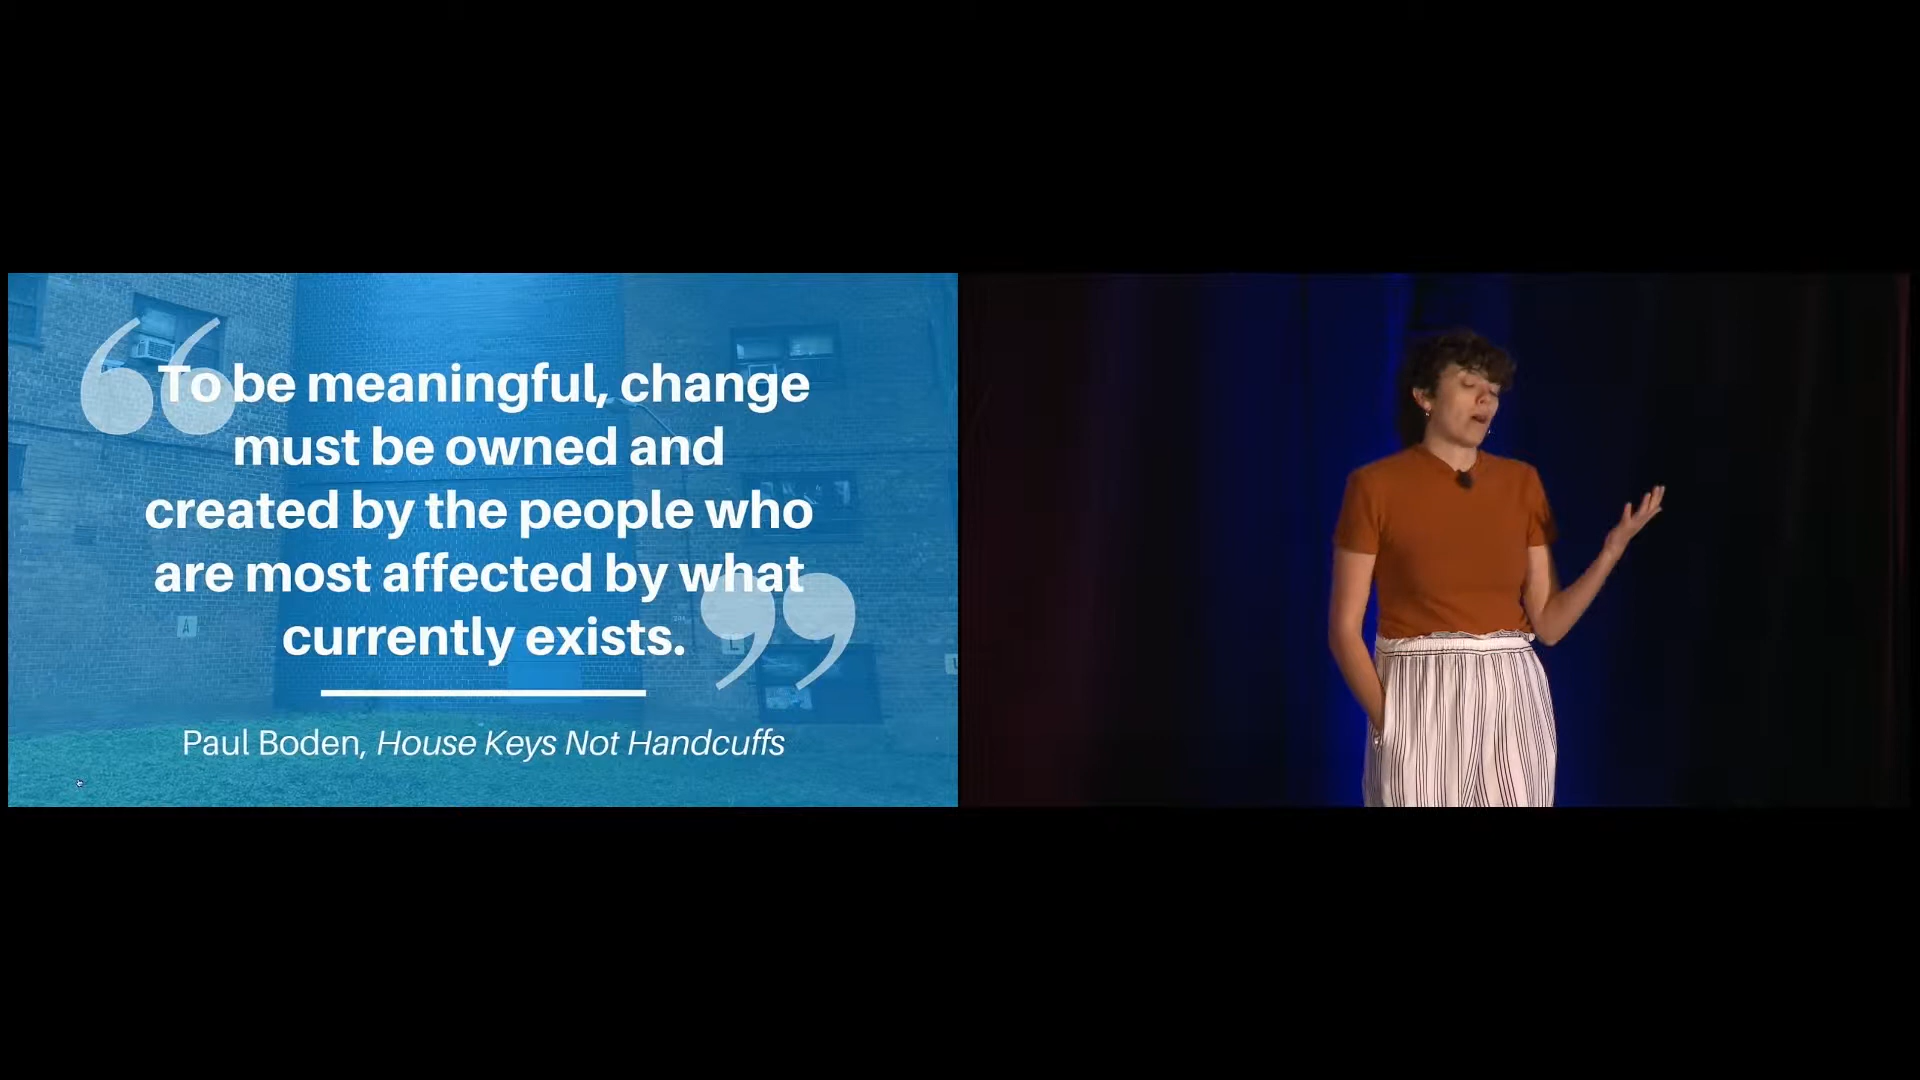 To be meaningful, change
must be owned and
created by the people who
are most affected by what
currently exists.
Paul Boden, House Keys Not Handcuffs
A
L